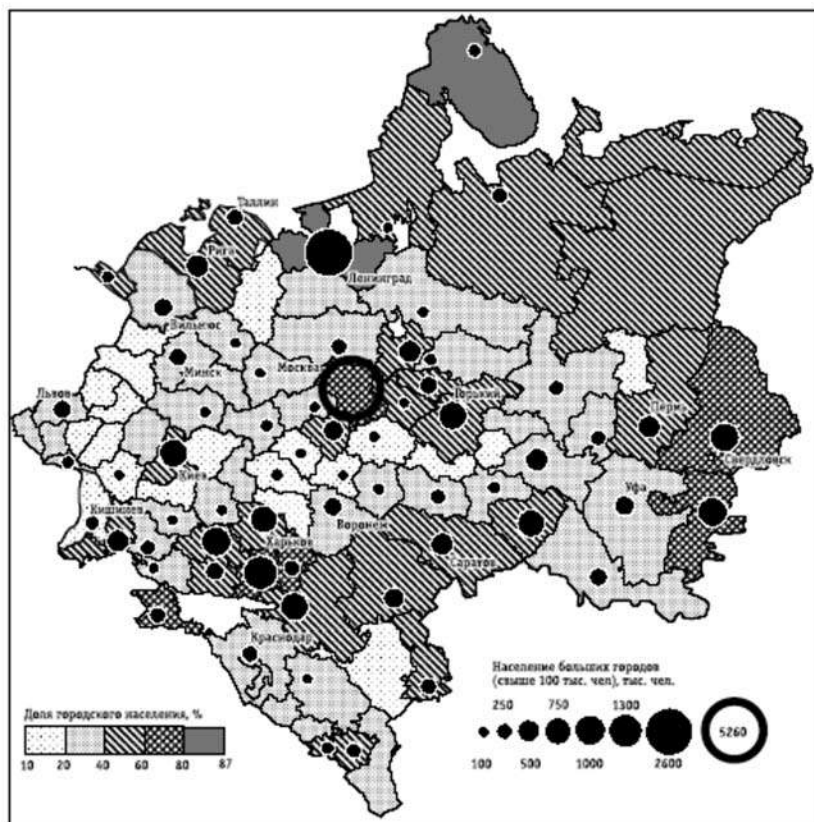 Таллин
Рига
Ленинград
Вильнюс
Москва
Минск
Горький
Львов
Пермь
Свердловск
Киев
Уфа
Кишинев
Воронеж
Харьков
Саратов
Краснодар
Население больших городов
(свыше 100 тыс. чел), тыс. чел.
250 750 1300
5260
100 500 1000 2600
Доля городского населения, %
10 20 40 60 80 87